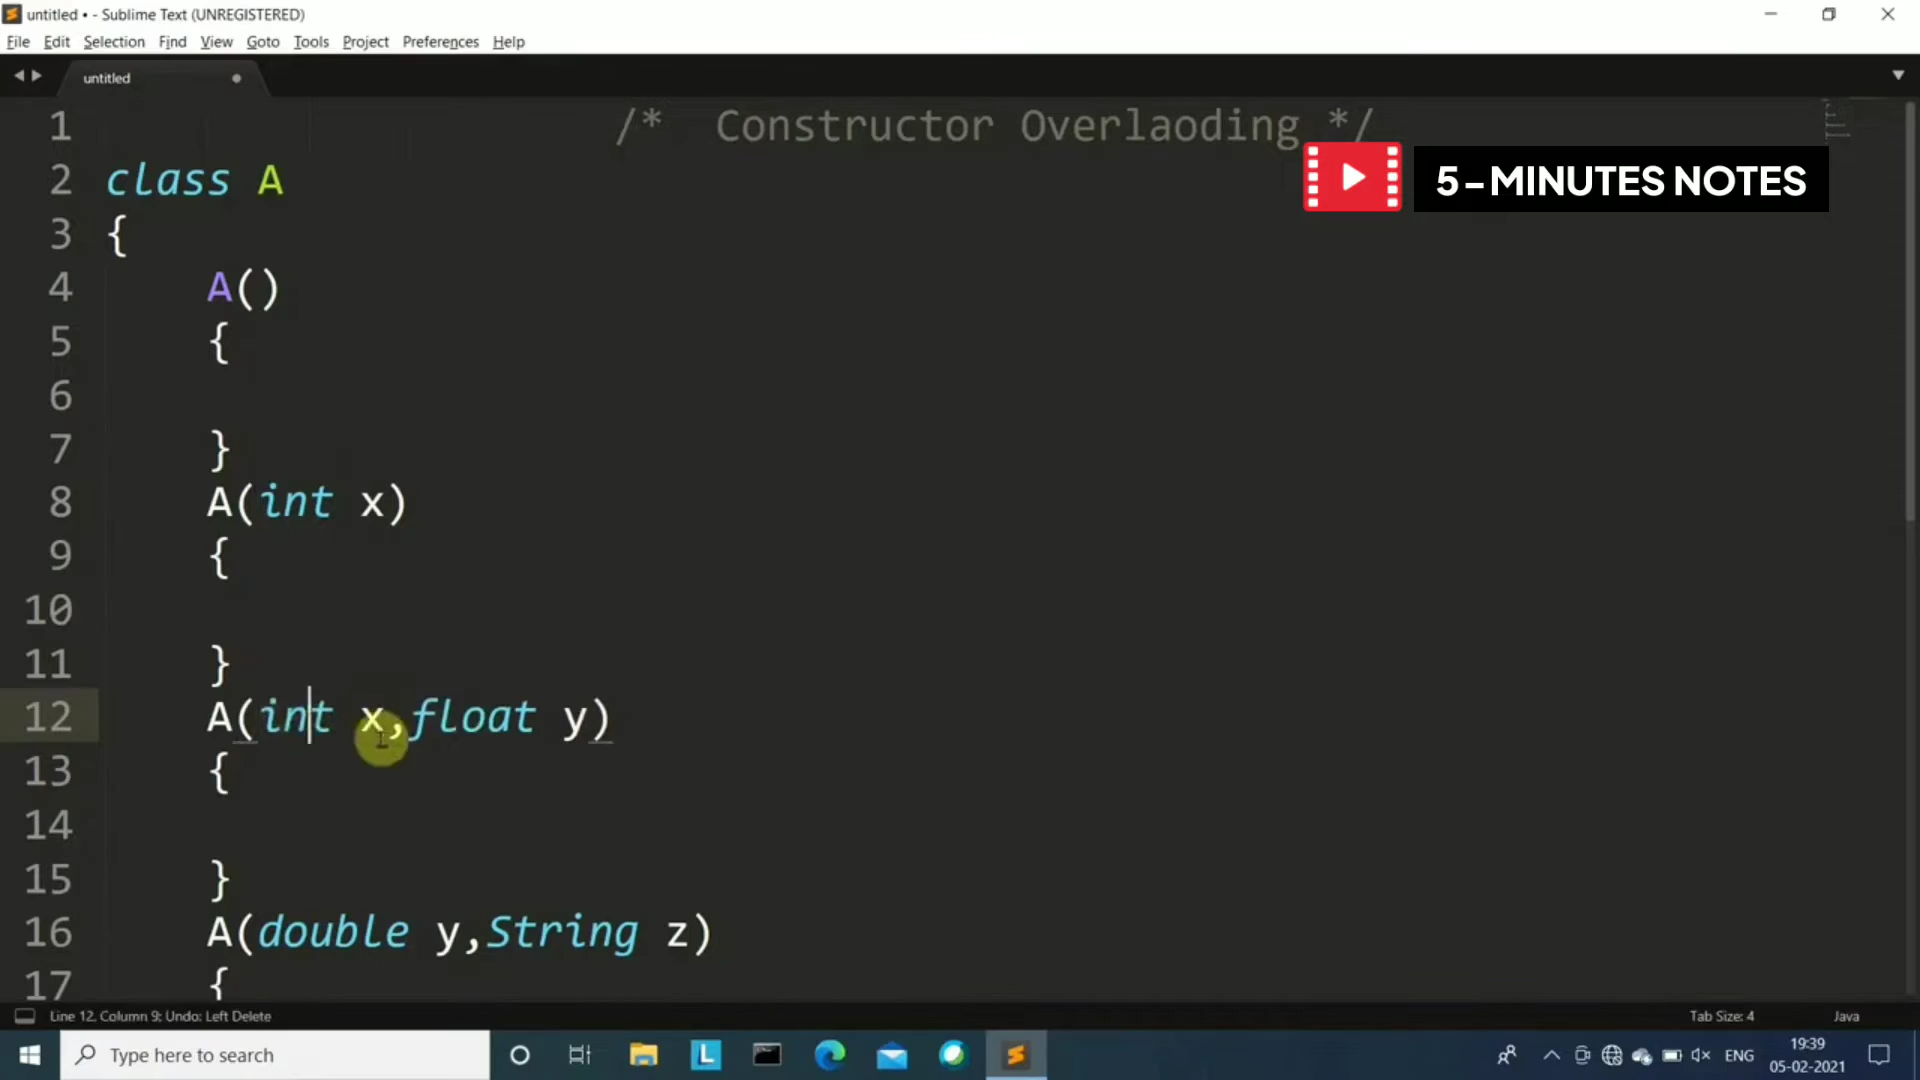 untitled • - Sublime Text (UNREGISTERED)
File Edit Selection Find View Goto Tools Project Preferences Help
untitled
1 /* Constructor Overlaoding */
5-MINUTES NOTES
2 class A
3 {
4 A()
5 {
6
7 }
8 A(int x)
9 {
10
11 }
12 A(int x,float y)
13 {
14
15 }
16 A(double y,String z)
17 {
Line 12, Column 9; Undo: Left Delete Tab Size: 4 Java
Type here to search L ENG 19:39
05-02-2021